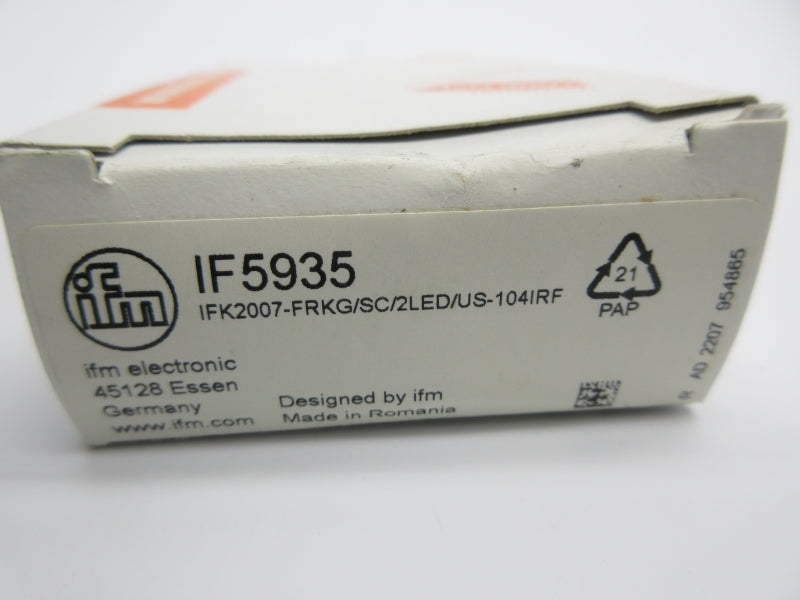 ifm
IF5935
IFK2007-FRKG/SC/2LED/US-104IRF
21
PAP
ifm electronic
45128 Essen
Germany
www.ifm.com
Designed by ifm
Made in Romania
R AD 2207 954865